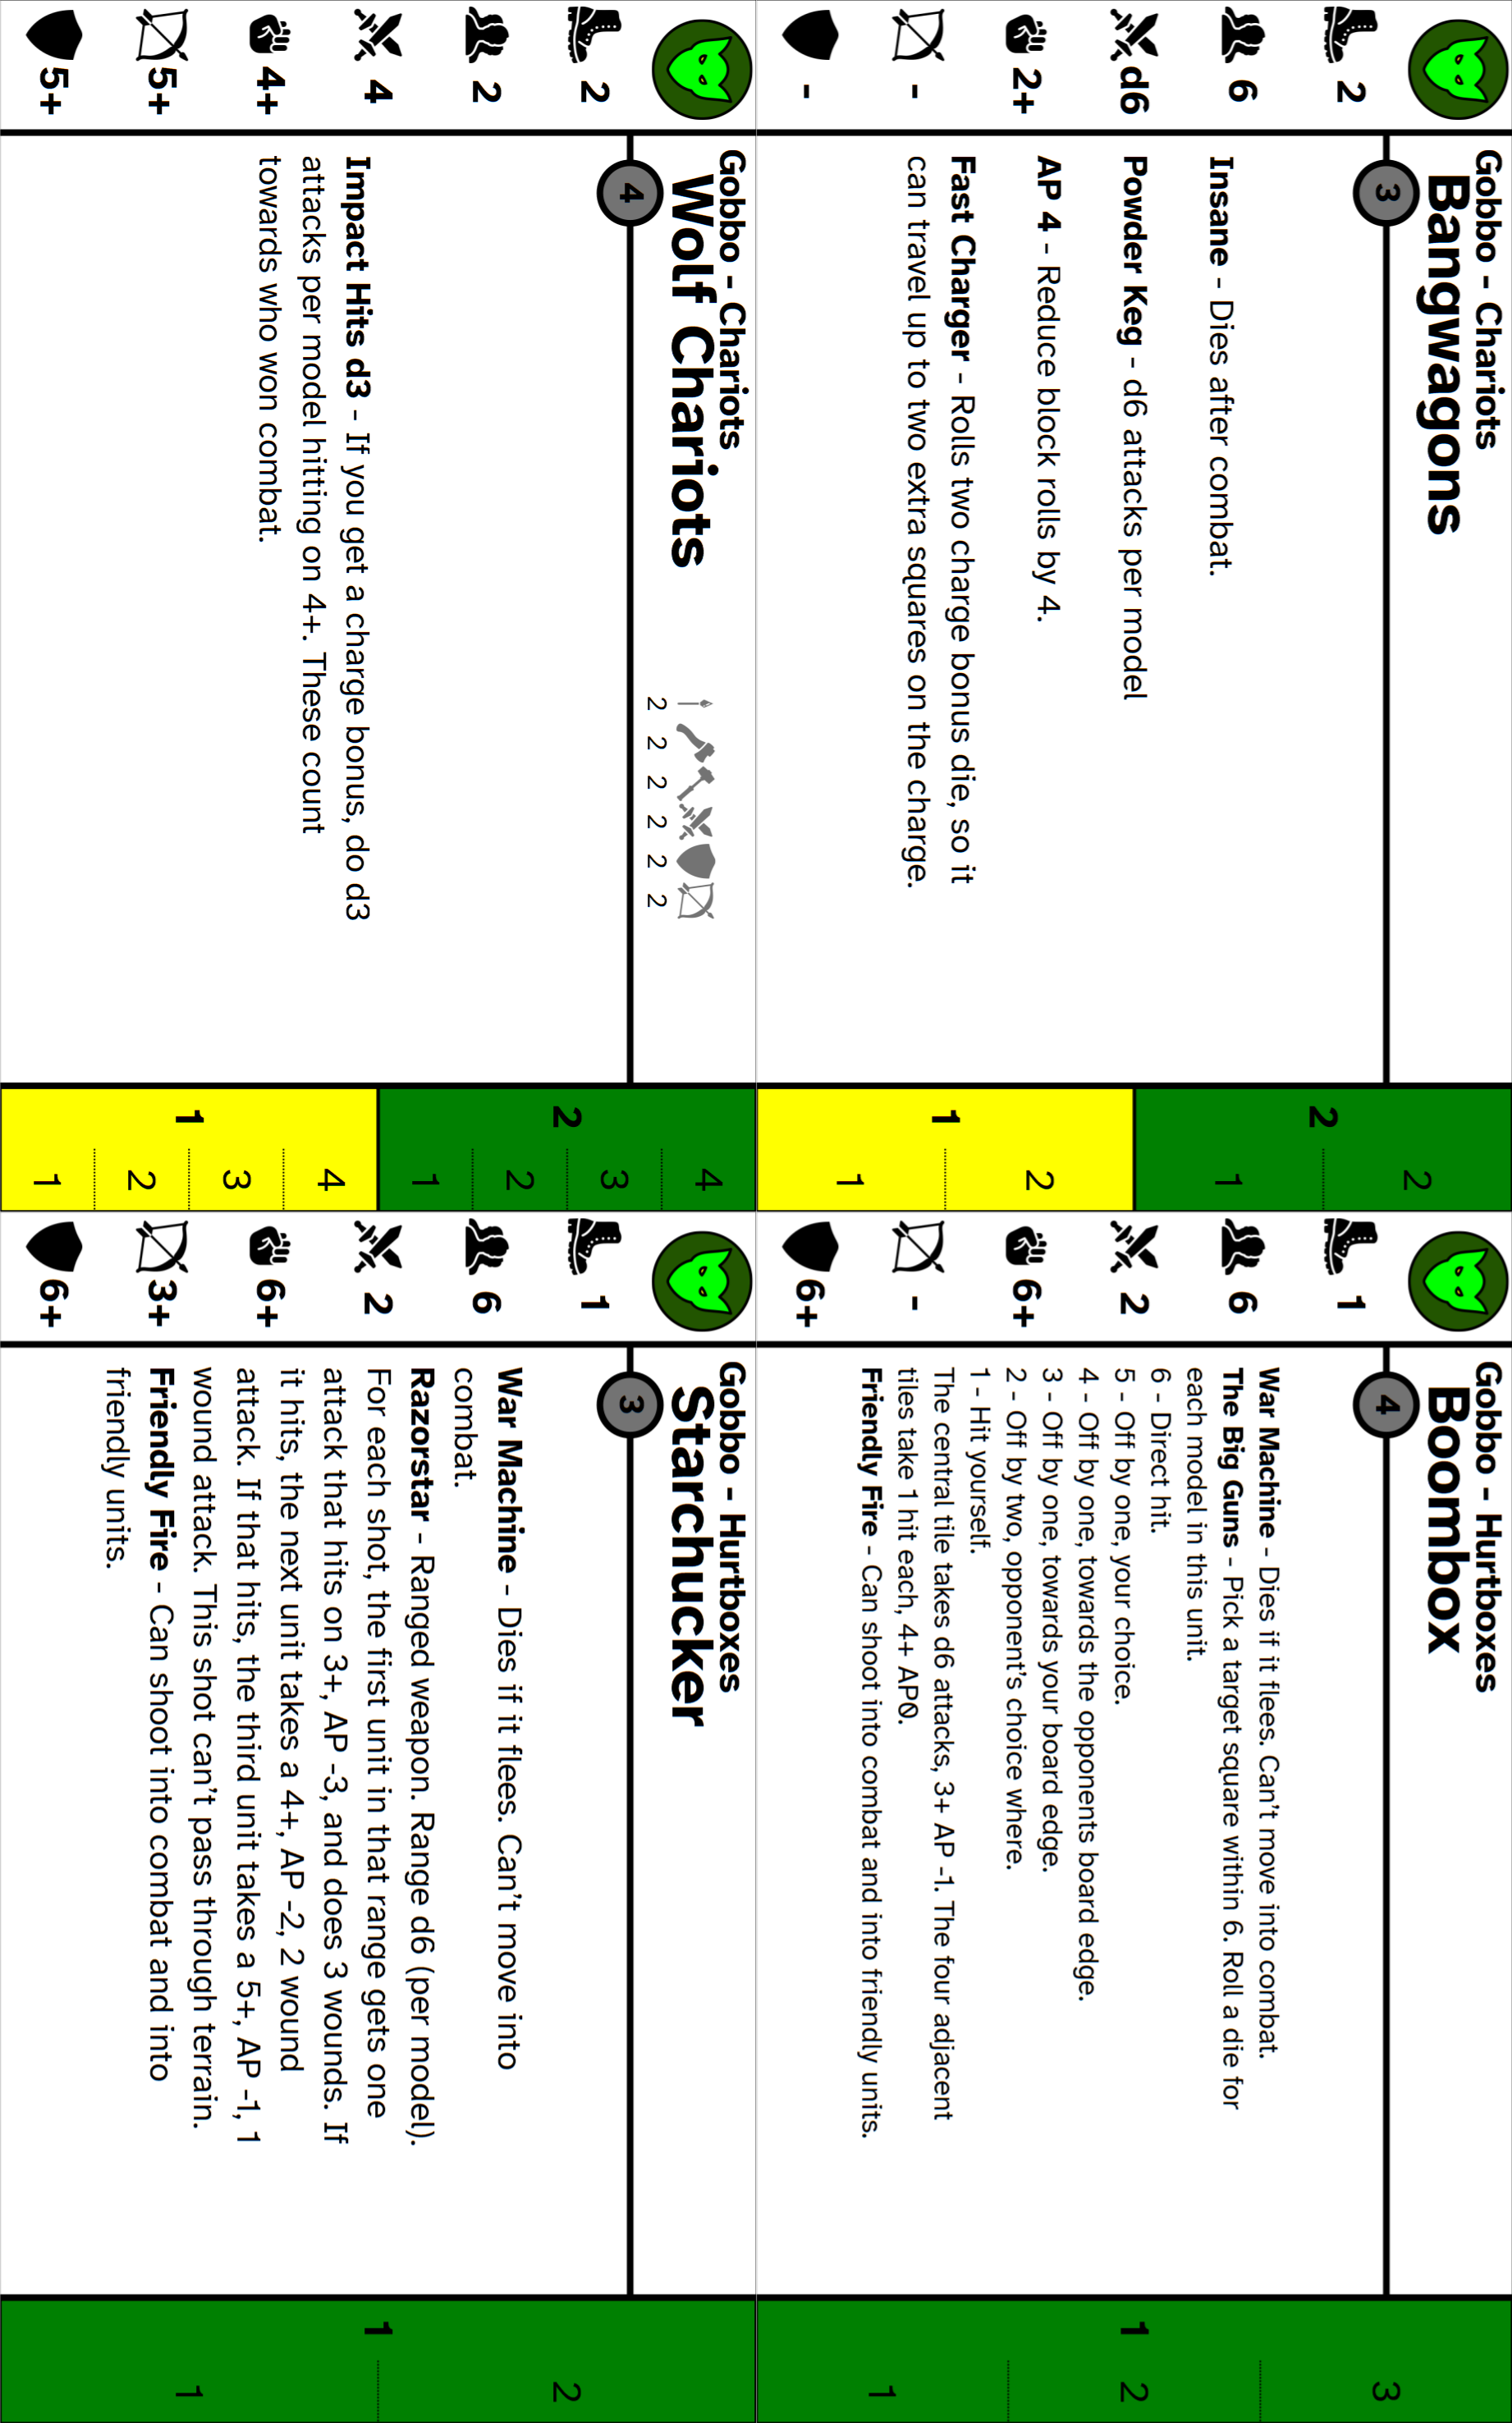 Gobbo - Chariots
Bangwagons
3
2
6
d6
2+
-
-
Insane - Dies after combat.
Powder Keg - d6 attacks per model
AP 4 - Reduce block rolls by 4.
Fast Charger - Rolls two charge bonus die, so it
can travel up to two extra squares on the charge.
2
2
1
1
2
1
Gobbo - Hurtboxes
Boombox
4
1
6
2
6+
-
6+
War Machine - Dies if it flees. Can't move into combat.
The Big Guns - Pick a target square within 6. Roll a die for
each model in this unit.
6 - Direct hit.
5 - Off by one, your choice.
4 - Off by one, towards the opponents board edge.
3 - Off by one, towards your board edge.
2 - Off by two, opponent's choice where.
1 - Hit yourself.
The central tile takes d6 attacks, 3+ AP -1. The four adjacent
tiles take 1 hit each, 4+ AP0.
Friendly Fire - Can shoot into combat and into friendly units.
3
1
2
1
Gobbo - Chariots
Wolf Chariots
2 2 2 2 2 2
4
2
2
4
4+
5+
5+
Impact Hits d3 - If you get a charge bonus, do d3
attacks per model hitting on 4+. These count
towards who won combat.
4
2
3
2
1
4
1
3
2
1
Gobbo - Hurtboxes
Starchucker
3
1
6
2
6+
3+
6+
War Machine - Dies if it flees. Can't move into
combat.
Razorstar - Ranged weapon. Range d6 (per model).
For each shot, the first unit in that range gets one
attack that hits on 3+, AP -3, and does 3 wounds. If
it hits, the next unit takes a 4+, AP -2, 2 wound
attack. If that hits, the third unit takes a 5+, AP -1, 1
wound attack. This shot can't pass through terrain.
Friendly Fire - Can shoot into combat and into
friendly units.
2
1
1